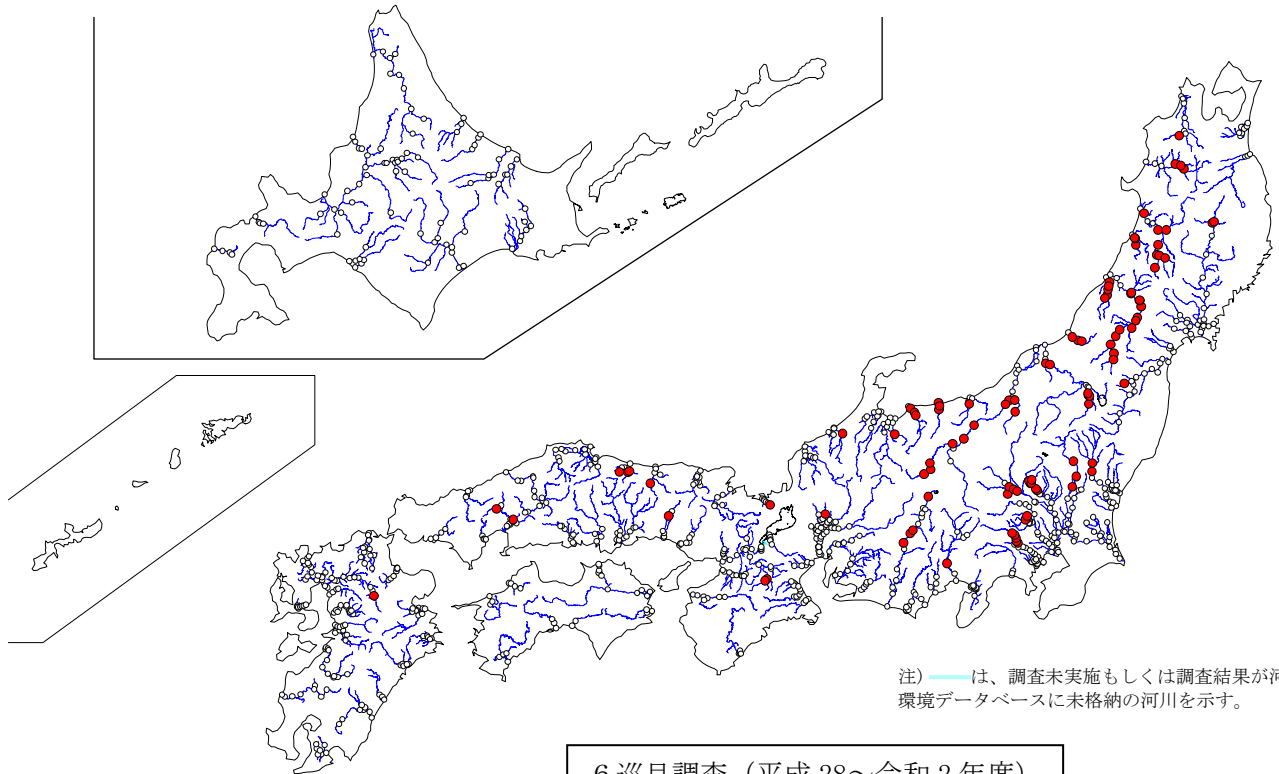 注) は、調査未実施もしくは調査結果が河
環境データベースに未格納の河川を示す。
6 巡目調査（平成 28～令和 2 年度）